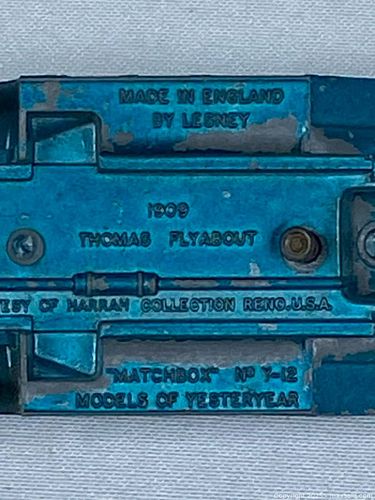 MADE IN ENGLAND
BY LESNEY
1909
THOMAS FLYABOUT
OF HARRAH COLLECTION RENO.U.S.A.
"MATCHBOX" Nº Y-12
MODELS OF YESTERYEAR